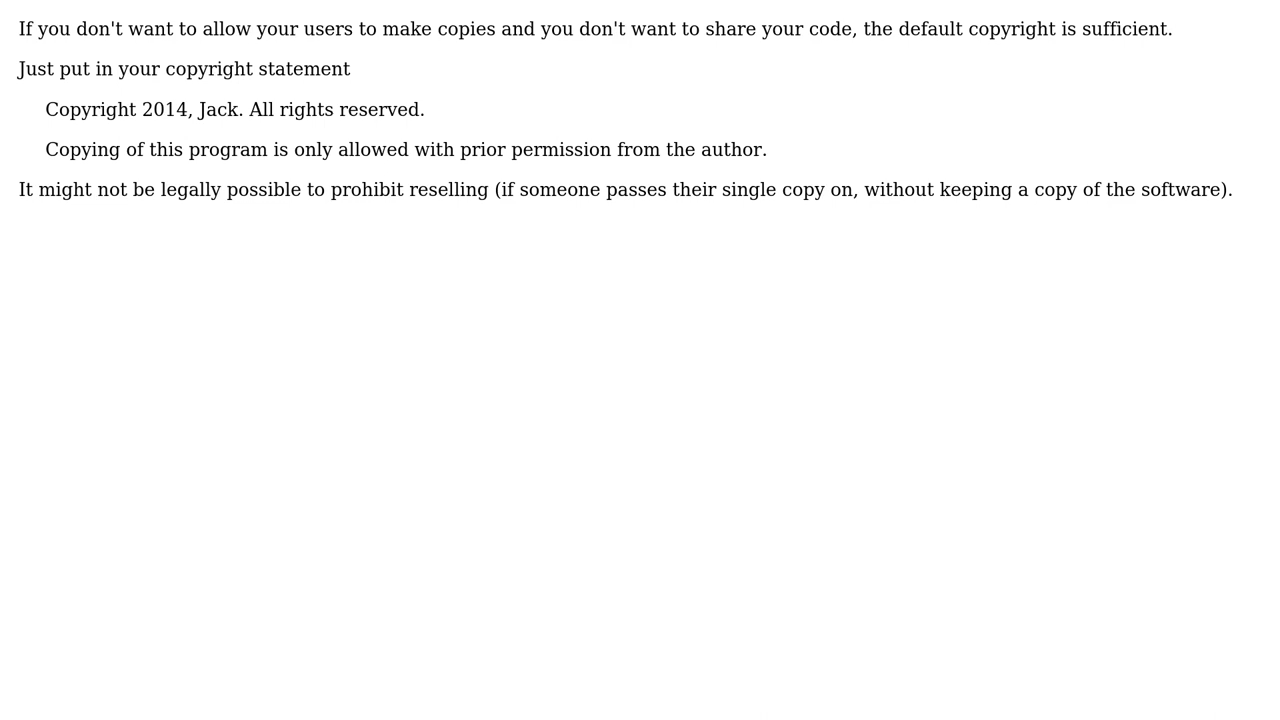 If you don't want to allow your users to make copies and you don't want to share your code, the default copyright is sufficient.
Just put in your copyright statement
Copyright 2014, Jack. All rights reserved.
Copying of this program is only allowed with prior permission from the author.
It might not be legally possible to prohibit reselling (if someone passes their single copy on, without keeping a copy of the software).